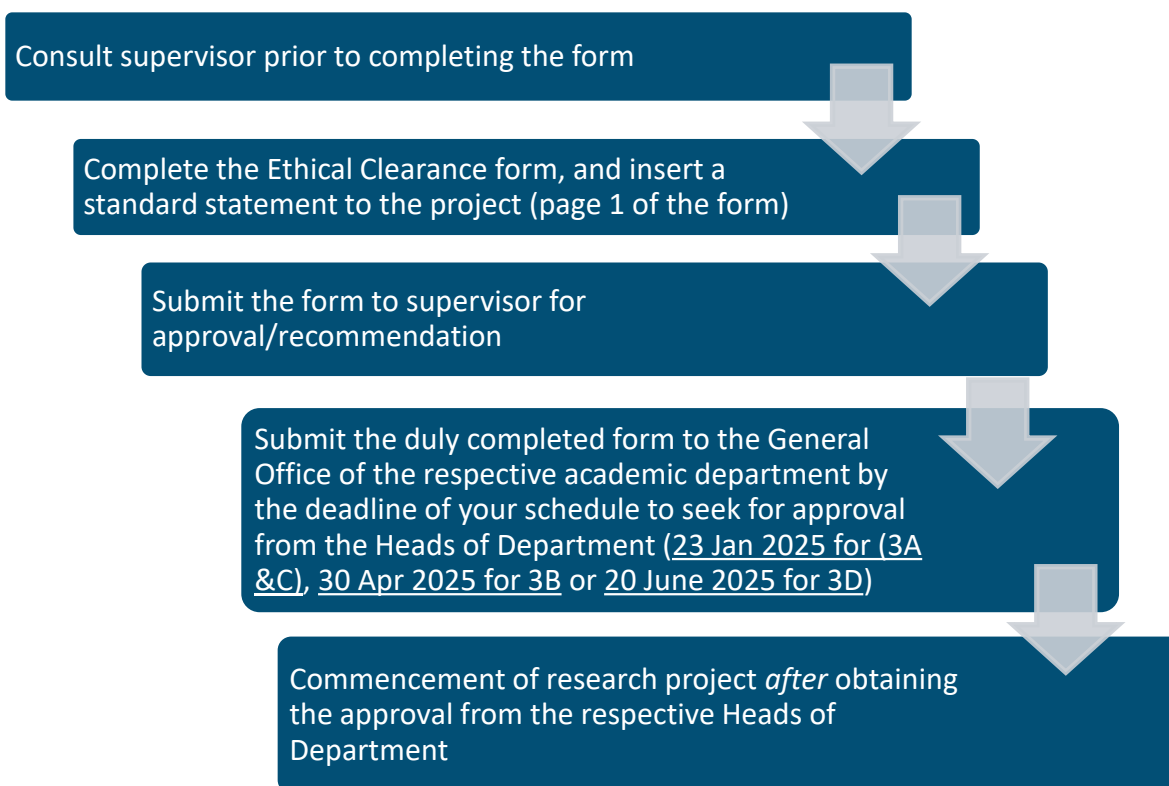 Consult supervisor prior to completing the form
Complete the Ethical Clearance form, and insert a
standard statement to the project (page 1 of the form)
Submit the form to supervisor for
approval/recommendation
Submit the duly completed form to the General
Office of the respective academic department by
the deadline of your schedule to seek for approval
from the Heads of Department (23 Jan 2025 for (3A
&C), 30 Apr 2025 for 3B or 20 June 2025 for 3D)
Commencement of research project after obtaining
the approval from the respective Heads of
Department